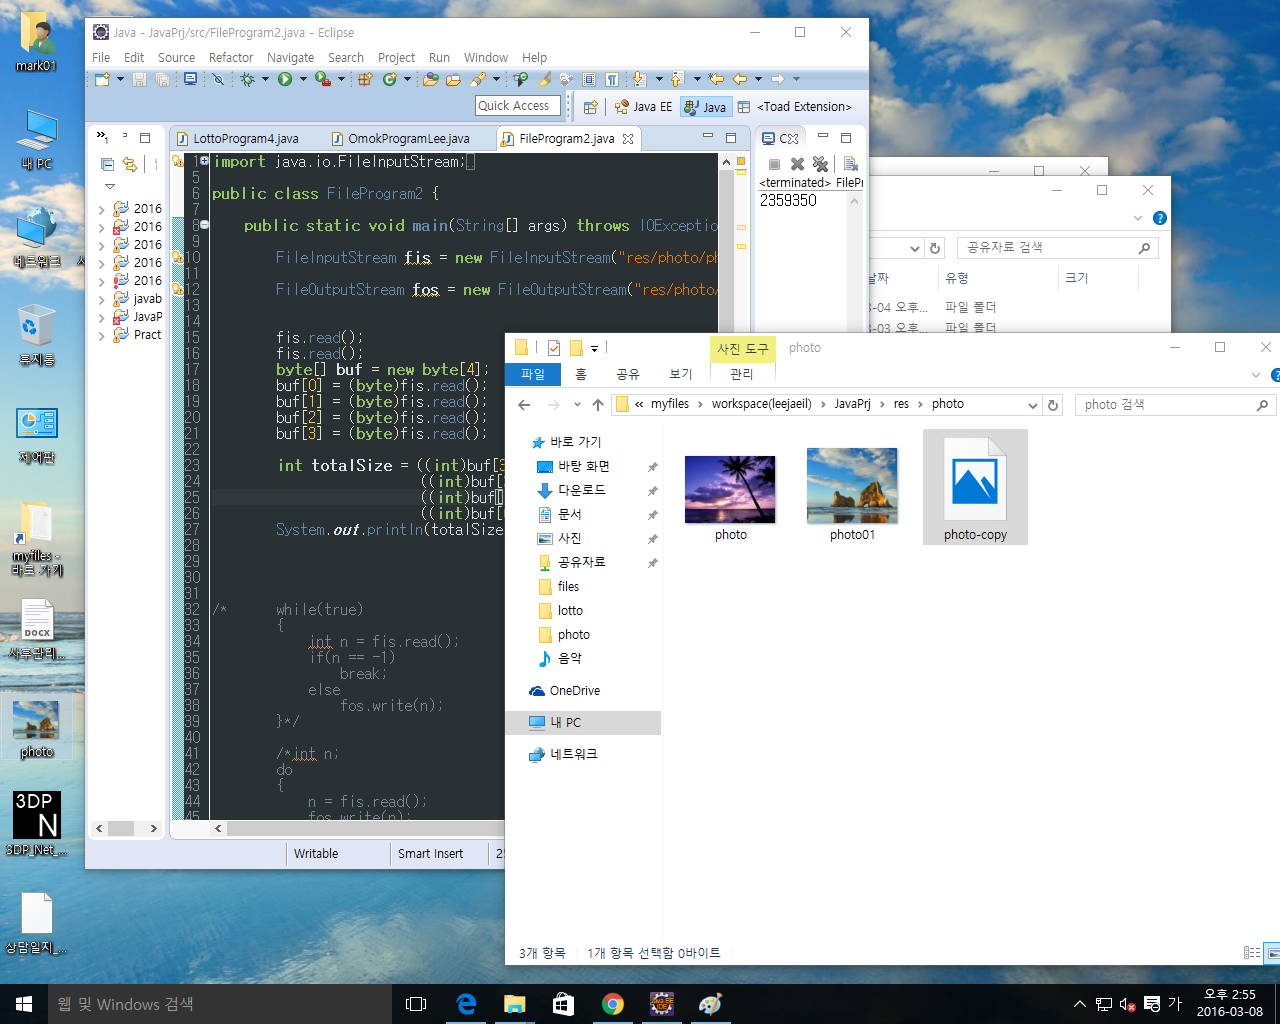 mark01
내 PC
네트워크
휴지통
제어판
myfiles -
바로 가기
DOCX
사후관리...
photo
3DP
N
3DP_Net_...
상담일지_...
Java - JavaPrj/src/FileProgram2.java - Eclipse
File Edit Source Refactor Navigate Search Project Run Window Help
Quick Access
Java EE
Java
<Toad Extension>
LottoProgram4.java
OmokProgramLee.java
FileProgram2.java
2016
2016
2016
2016
2016
javab
JavaP
Pract
1 import java.io.FileInputStream;
5
6 public class FileProgram2 {
7
8 public static void main(String[] args) throws IOException
9
10 FileInputStream fis = new FileInputStream("res/photo/ph
11
12 FileOutputStream fos = new FileOutputStream("res/photo/
13
14
15 fis.read();
16 fis.read();
17 byte[] buf = new byte[4];
18 buf[0] = (byte)fis.read();
19 buf[1] = (byte)fis.read();
20 buf[2] = (byte)fis.read();
21 buf[3] = (byte)fis.read();
22
23 int totalSize = ((int)buf[3
24 ((int)buf[
25 ((int)buf[
26 ((int)buf[
27 System.out.println(totalSize
28
29
30
31
32 /* while(true)
33 {
34 int n = fis.read();
35 if(n == -1)
36 break;
37 else
38 fos.write(n);
39 }*/
40
41 /*int n;
42 do
43 {
44 n = fis.read();
45 fos.write(n);
Writable
Smart Insert
25
C
<terminated> FilePr
2359350
공유자료 검색
날짜
유형
크기
3-04 오후...
파일 폴더
3-03 오후...
파일 폴더
사진 도구
photo
파일 홈 공유 보기 관리
« myfiles > workspace(leejaeil) > JavaPrj > res > photo
photo 검색
바로 가기
바탕 화면
다운로드
문서
사진
공유자료
files
lotto
photo
음악
OneDrive
내 PC
네트워크
photo
photo01
photo-copy
3개 항목
1개 항목 선택함 0바이트
웹 및 Windows 검색
가
오후 2:55
2016-03-08